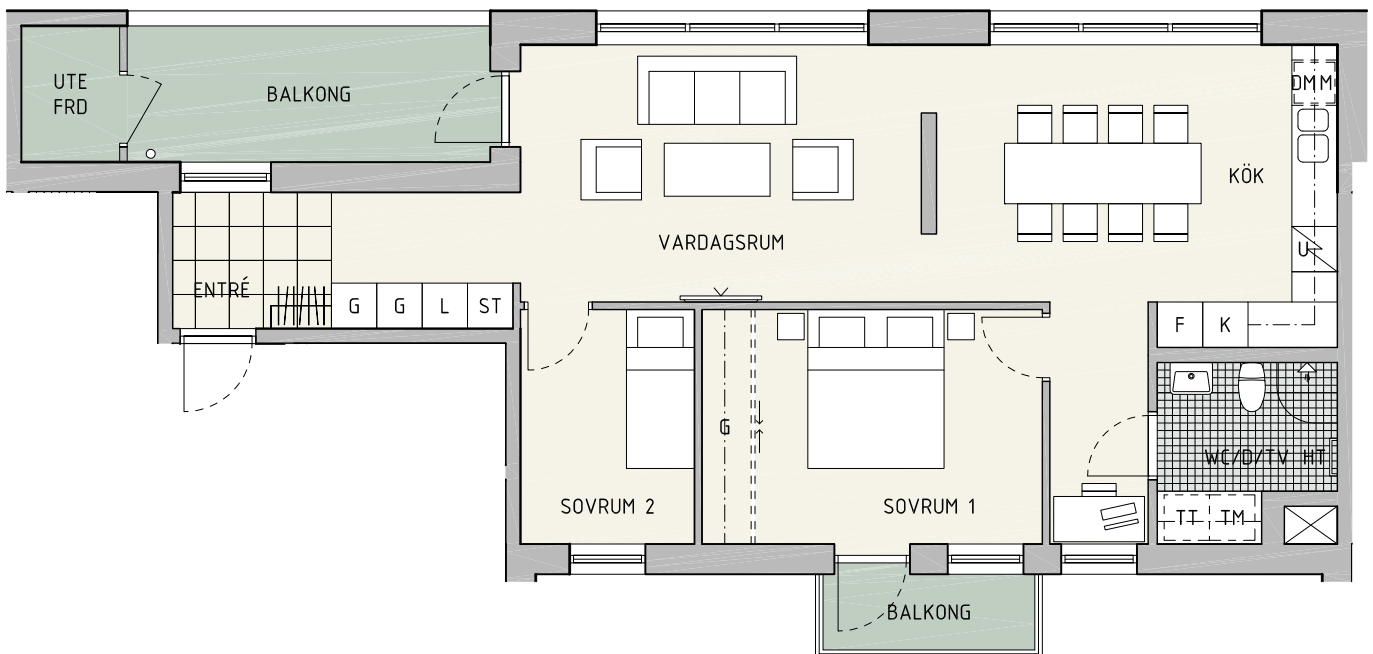 UTE
FRD
BALKONG
DM M
KÖK
VARDAGSRUM
U
ENTRÉ
G G L ST
F K
G
WC/D/TV HT
SOVRUM 2
SOVRUM 1
TT TM
BALKONG